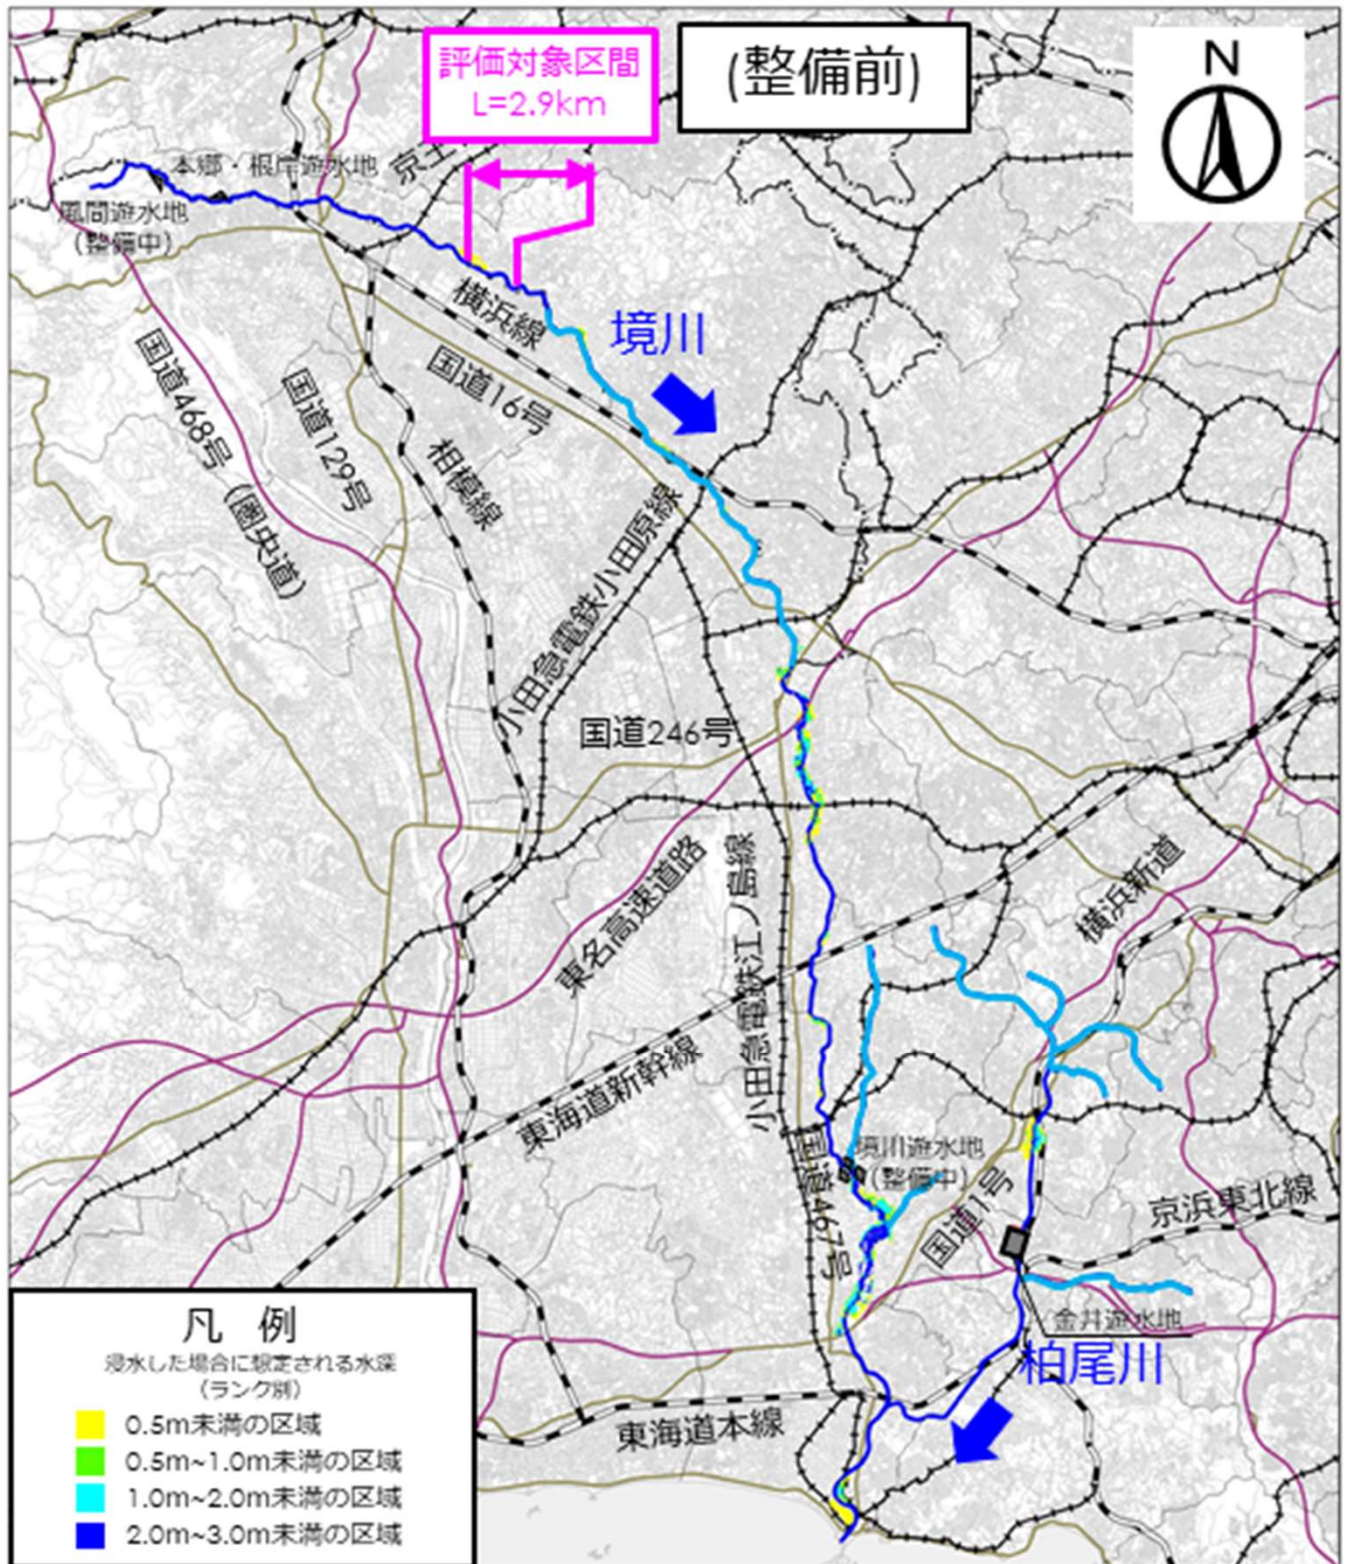 評価対象区間
L=2.9km
(整備前)
N
本郷・根岸遊水地
京王
風間遊水地
(整備中)
横浜線
境川
国道16号
国道468号 (圏央道)
国道129号
相模線
小田急電鉄小田原線
国道246号
東名高速道路
小田急電鉄江ノ島線
横浜新道
東海道新幹線
境川遊水地
(整備中)
国道467号
国道1号
京浜東北線
金井遊水地
柏尾川
東海道本線
凡 例
浸水した場合に想定される水深
(ランク別)
0.5m未満の区域
0.5m~1.0m未満の区域
1.0m~2.0m未満の区域
2.0m~3.0m未満の区域